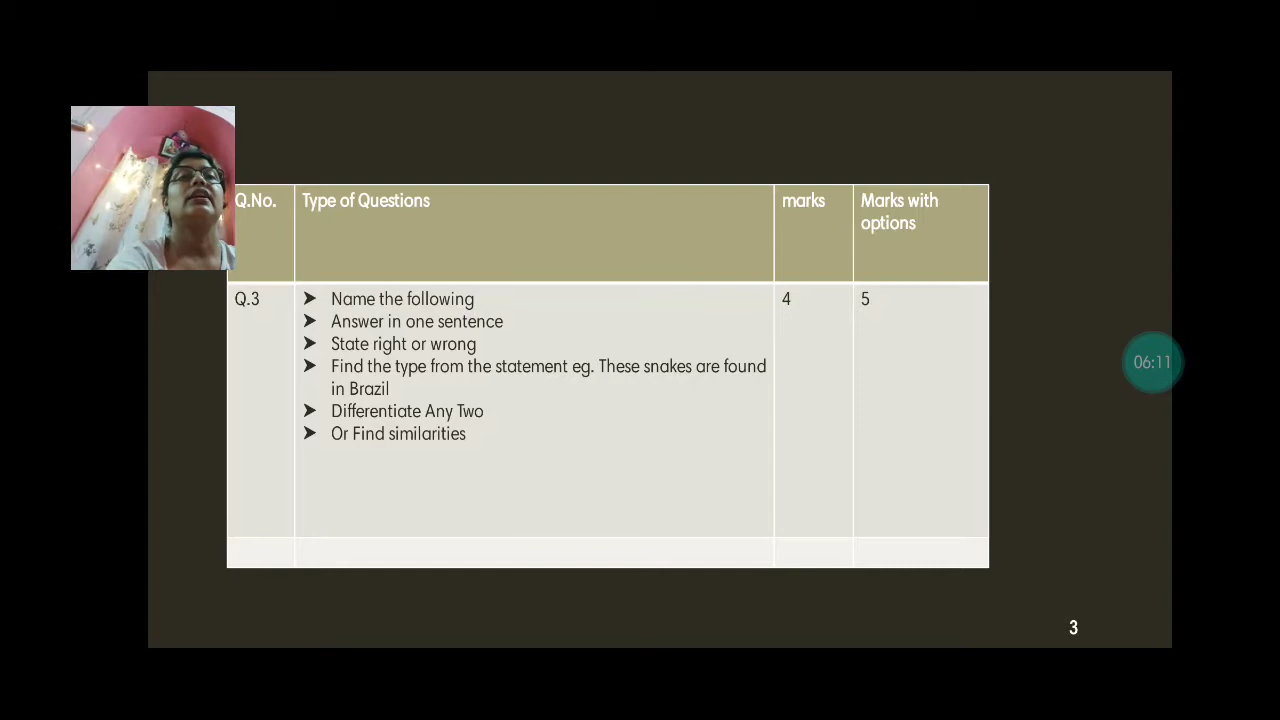 Q.No. Type of Questions marks Marks with
options
Q.3 ➤ Name the following 4 5
➤ Answer in one sentence
➤ State right or wrong
➤ Find the type from the statement eg. These snakes are found
in Brazil
➤ Differentiate Any Two
➤ Or Find similarities
06:11
3